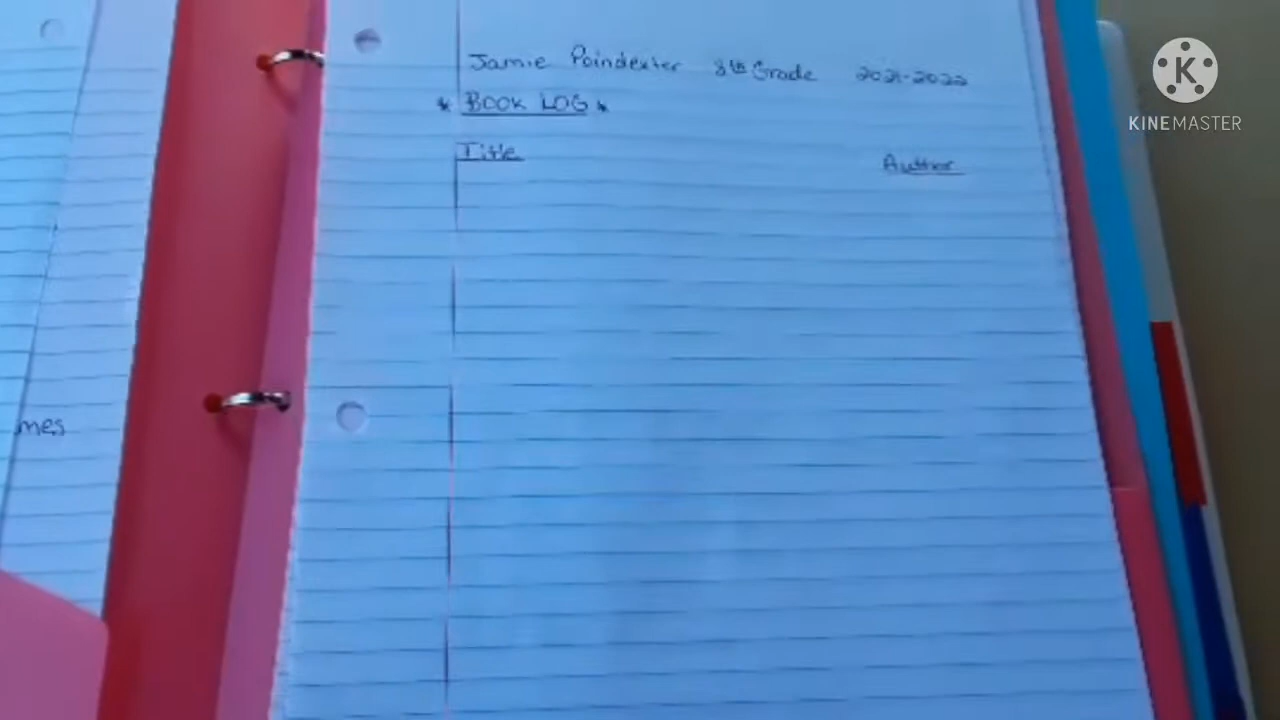 Jamie Poindexter 8th Grade 2021-2022
* BOOK LOG *
Title
Author
mes
KINEMASTER